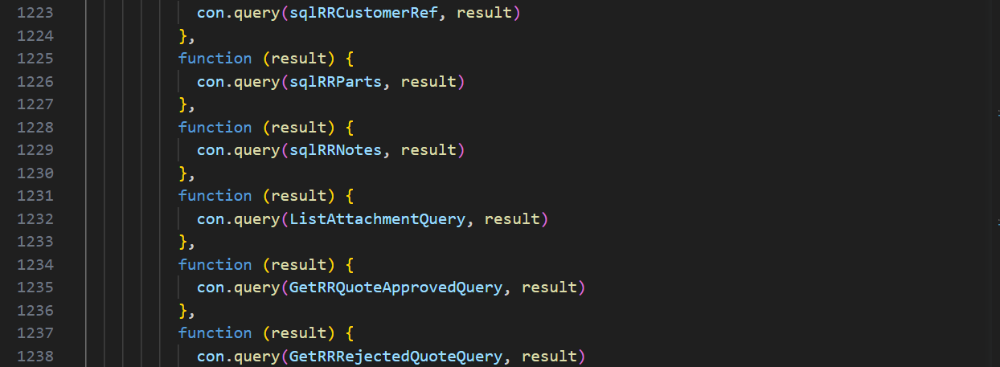 1223 con.query(sqlRRCustomerRef, result)
1224 },
1225 function (result) {
1226 con.query(sqlRRParts, result)
1227 },
1228 function (result) {
1229 con.query(sqlRRNotes, result)
1230 },
1231 function (result) {
1232 con.query(ListAttachmentQuery, result)
1233 },
1234 function (result) {
1235 con.query(GetRRQuoteApprovedQuery, result)
1236 },
1237 function (result) {
1238 con.query(GetRRRejectedQuoteQuery, result)